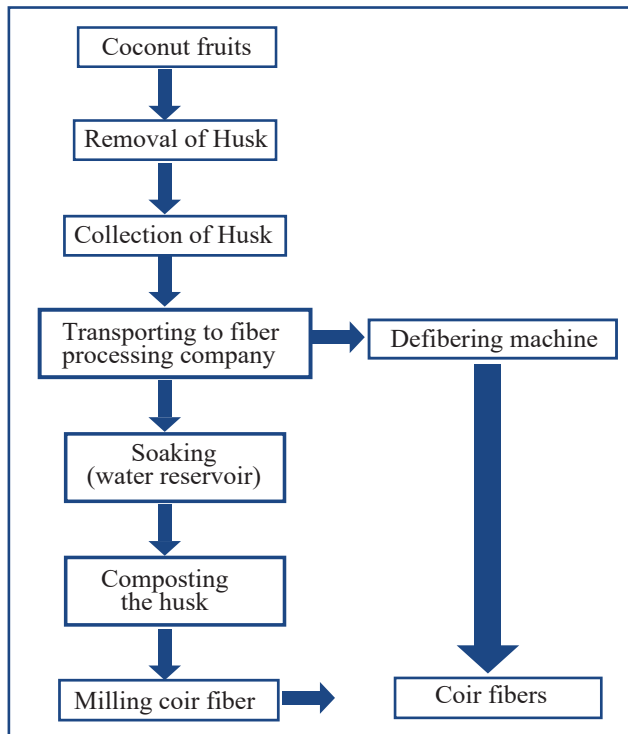 Coconut fruits
Removal of Husk
Collection of Husk
Transporting to fiber
processing company
Defibering machine
Soaking
(water reservoir)
Composting
the husk
Milling coir fiber
Coir fibers